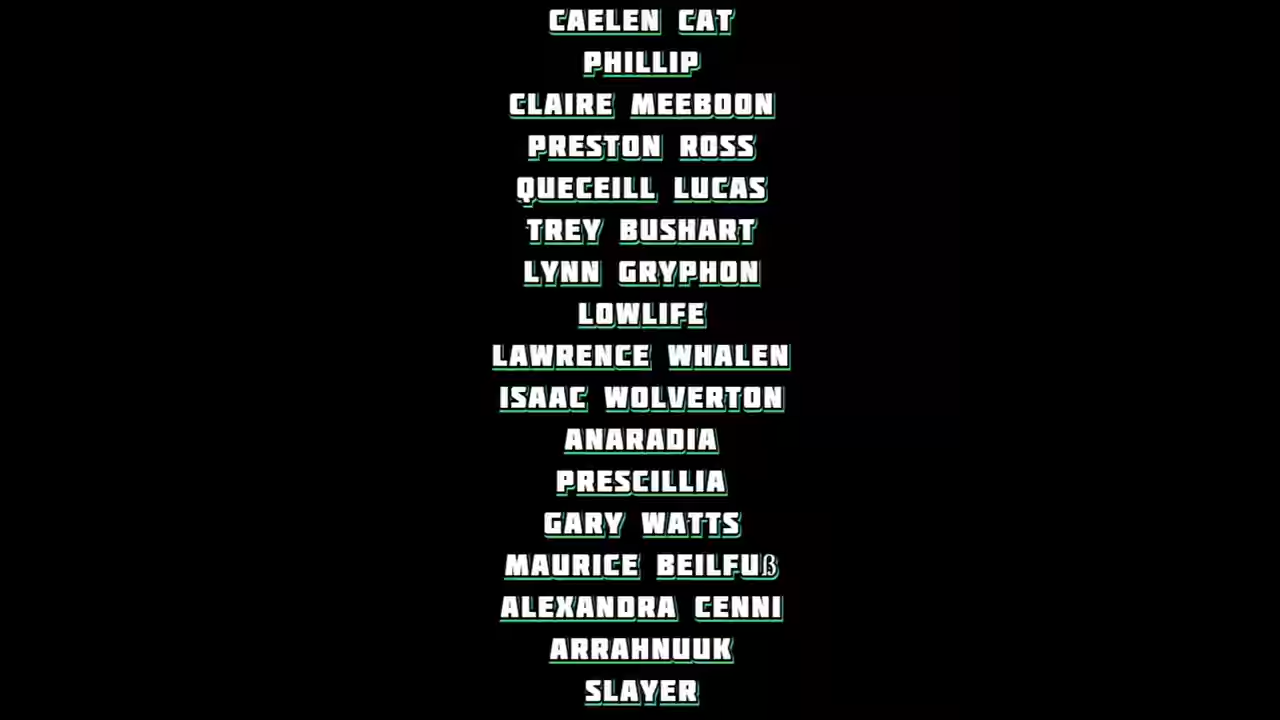 CAELEN CAT
PHILLIP
CLAIRE MEEBOON
PRESTON ROSS
QUECEILL LUCAS
TREY BUSHART
LYNN GRYPHON
LOWLIFE
LAWRENCE WHALEN
ISAAC WOLVERTON
ANARADIA
PRESCILLIA
GARY WATTS
MAURICE BEILFUß
ALEXANDRA CENNI
ARRAHNUUK
SLAYER